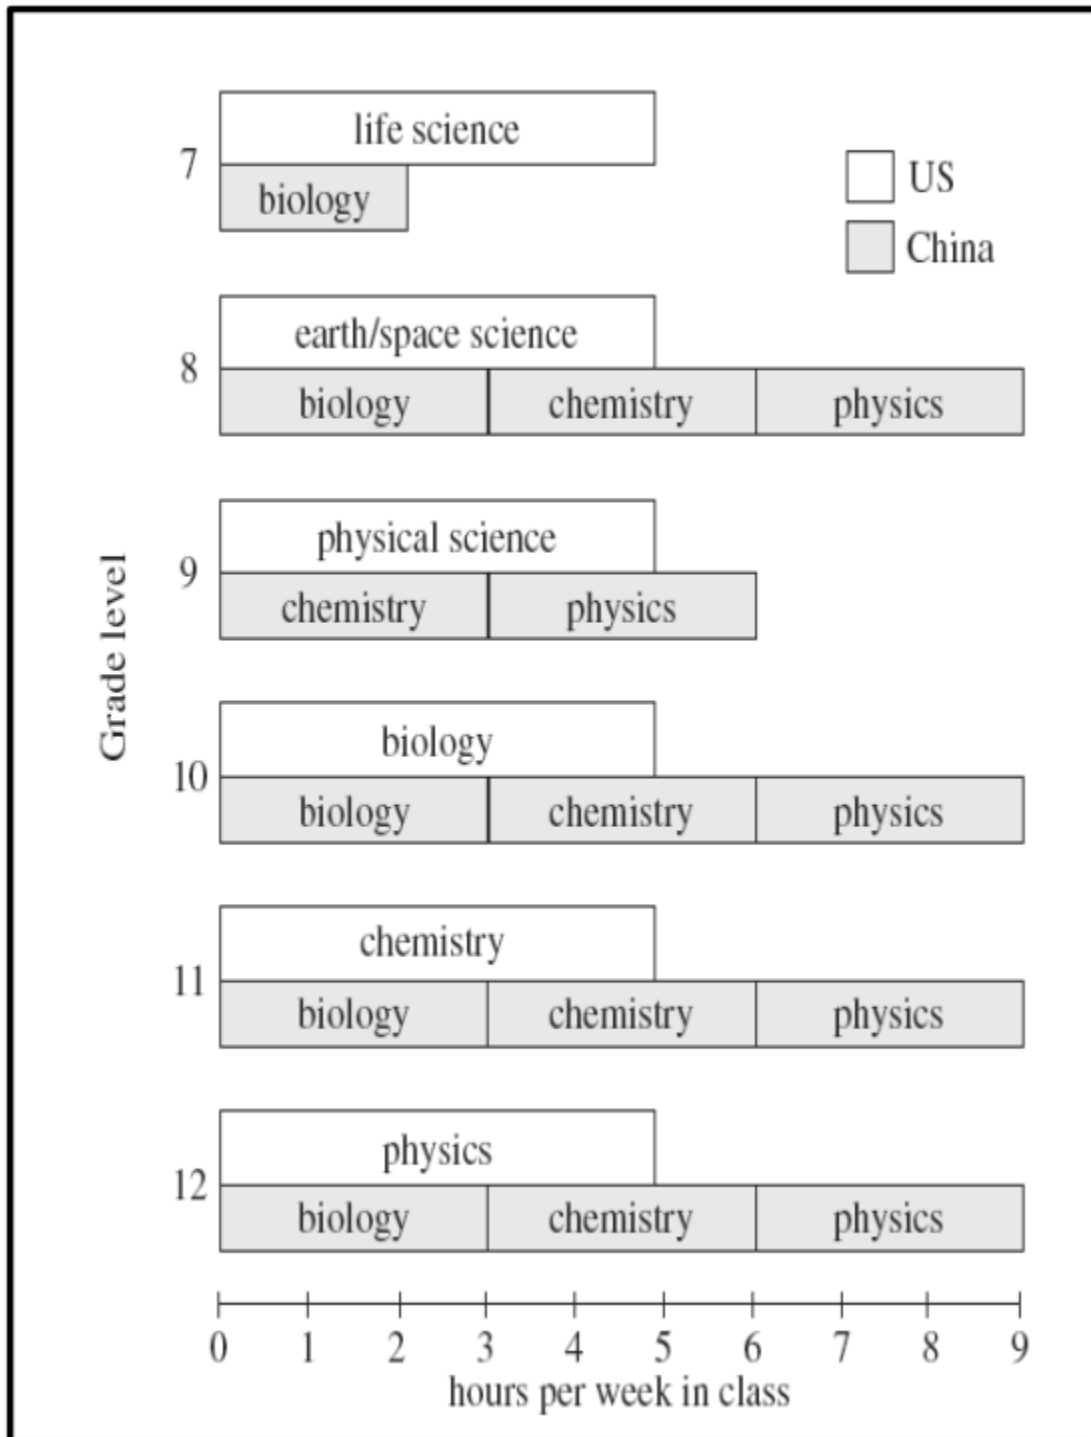 life science
7
biology
US
China
earth/space science
8
biology chemistry physics
physical science
9
chemistry physics
Grade level
biology
10
biology chemistry physics
chemistry
11
biology chemistry physics
physics
12
biology chemistry physics
0 1 2 3 4 5 6 7 8 9
hours per week in class